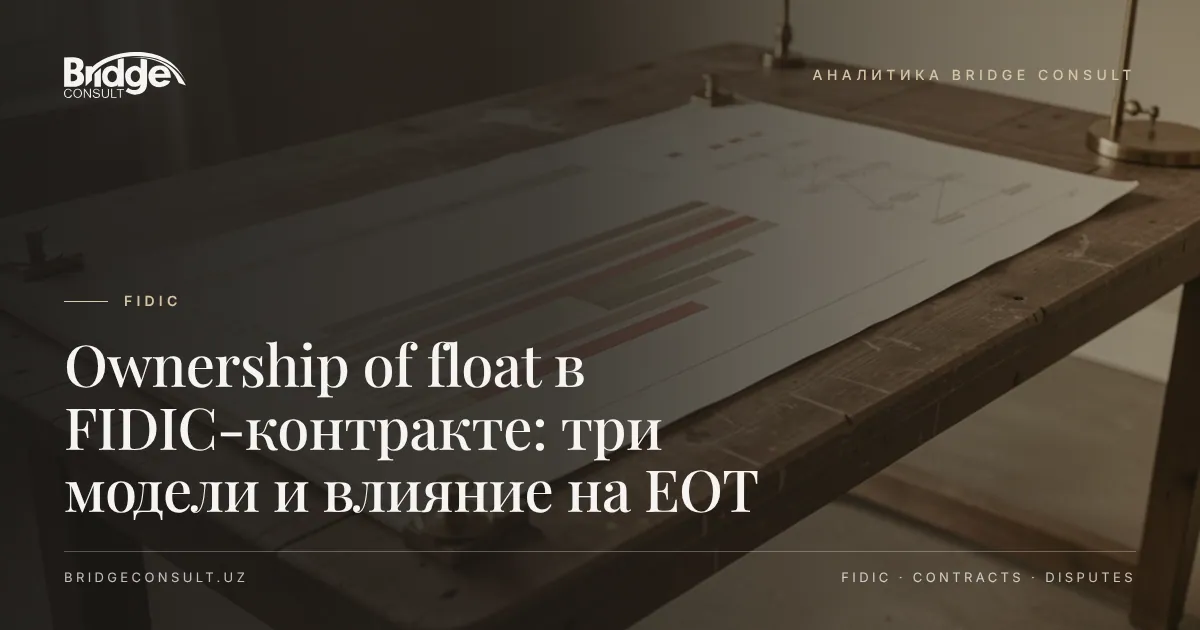 Bridge
CONSULT
АНАЛИТИКА BRIDGE CONSULT
FIDIC
Ownership of float в
FIDIC-контракте: три
модели и влияние на EOT
BRIDGECONSULT.UZ
FIDIC · CONTRACTS · DISPUTES